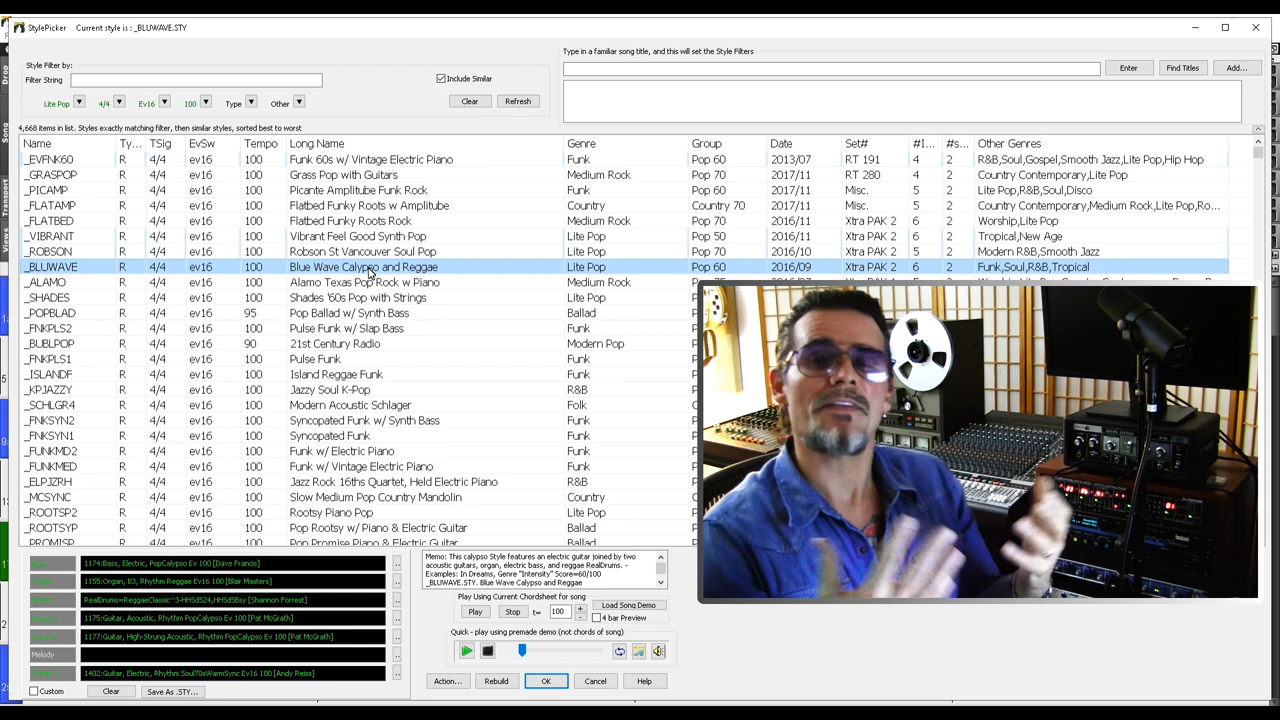 StylePicker Current style is : _BLUWAVE.STY
Style Filter by:
Filter String
Include Similar
Lite Pop 4/4 Ev16 100 Type Other
Clear Refresh
Type in a familiar song title, and this will set the Style Filters
Enter Find Titles Add...
4,668 items in list. Styles exactly matching filter, then similar styles, sorted best to worst
Name Ty... TSig EvSw Tempo Long Name Genre Group Date Set# #I... #s... Other Genres
_EVFNK60 R 4/4 ev16 100 Funk 60s w/ Vintage Electric Piano Funk Pop 60 2013/07 RT 191 4 2 R&B,Soul,Gospel,Smooth Jazz,Lite Pop,Hip Hop
_GRASPOP R 4/4 ev16 100 Grass Pop with Guitars Medium Rock Pop 70 2017/11 RT 280 4 2 Country Contemporary,Lite Pop
_PICAMP R 4/4 ev16 100 Picante Amplitube Funk Rock Funk Pop 60 2017/11 Misc. 5 2 Lite Pop,R&B,Soul,Disco
_FLATAMP R 4/4 ev16 100 Flatbed Funky Roots w Amplitube Country Country 70 2017/11 Misc. 5 2 Country Contemporary,Medium Rock,Lite Pop,Ro...
_FLATBED R 4/4 ev16 100 Flatbed Funky Roots Rock Medium Rock Pop 70 2016/11 Xtra PAK 2 6 2 Worship,Lite Pop
_VIBRANT R 4/4 ev16 100 Vibrant Feel Good Synth Pop Lite Pop Pop 50 2016/11 Xtra PAK 2 6 2 Tropical,New Age
_ROBSON R 4/4 ev16 100 Robson St Vancouver Soul Pop Lite Pop Pop 70 2016/10 Xtra PAK 2 4 2 Medium Rock,R&B,Smooth Jazz
_BLUWAVE R 4/4 ev16 100 Blue Wave Calypso and Reggae Lite Pop Pop 60 2016/09 Xtra PAK 2 6 2 Funk,Soul,R&B,Tropical
_ALAMO R 4/4 ev16 100 Alamo Texas Pop Rock w Piano Medium Rock
_SHADES R 4/4 ev16 100 Shades '60s Pop with Strings Lite Pop
_POPBLAD R 4/4 ev16 95 Pop Ballad w/ Synth Bass Ballad
_FNKPLS2 R 4/4 ev16 100 Pulse Funk w/ Slap Bass Funk
_BUBLPOP R 4/4 ev16 90 21st Century Radio Modern Pop
_FNKPLS1 R 4/4 ev16 100 Pulse Funk Funk
_ISLANDF R 4/4 ev16 100 Island Reggae Funk Funk
_KPJAZZY R 4/4 ev16 100 Jazzy Soul K-Pop R&B
_SCHLGR4 R 4/4 ev16 100 Modern Acoustic Schlager Folk
_FNKSYN2 R 4/4 ev16 100 Syncopated Funk w/ Synth Bass Funk
_FNKSYN1 R 4/4 ev16 100 Syncopated Funk Funk
_FUNKMD2 R 4/4 ev16 100 Funk w/ Electric Piano Funk
_FUNKMED R 4/4 ev16 100 Funk w/ Vintage Electric Piano Funk
_ELPJZRH R 4/4 ev16 100 Jazz Rock 16ths Quartet, Held Electric Piano R&B
_MCSYNC R 4/4 ev16 100 Slow Medium Pop Country Mandolin Country
_ROOTSP2 R 4/4 ev16 100 Rootsy Piano Pop Lite Pop
_ROOTSYP R 4/4 ev16 100 Pop Rootsy w/ Piano & Electric Guitar Ballad
_PROMISP R 4/4 ev16 100 Pop Promise Piano & Electric Guitar Ballad
1174:Bass, Electric, PopCalypso Ev 100 [Dave Francis]
1155:Organ, B3, Rhythm Reggae Ev16 100 [Blair Masters]
RealDrums=ReggaeClassic^3-HHSdS24,HHSdSBsy [Shannon Forrest]
1175:Guitar, Acoustic, Rhythm PopCalypso Ev 100 [Pat McGrath]
1177:Guitar, High-Strung Acoustic, Rhythm PopCalypso Ev 100 [Pat McGrath]
Melody
1402:Guitar, Electric, Rhythm Soul70sWarmSync Ev16 100 [Andy Reiss]
Custom Clear Save As .STY...
Memo: This calypso Style features an electric guitar joined by two
acoustic guitars, organ, electric bass, and reggae RealDrums. -
Examples: In Dreams, Genre "Intensity" Score=60/100
_BLUWAVE.STY. Blue Wave Calypso and Reggae
Play Using Current Chordsheet for song
Play Stop t= 100 + - Load Song Demo
4 bar Preview
Quick - play using premade demo (not chords of song)
Action... Rebuild OK Cancel Help
Drop
Song
Transport
Views